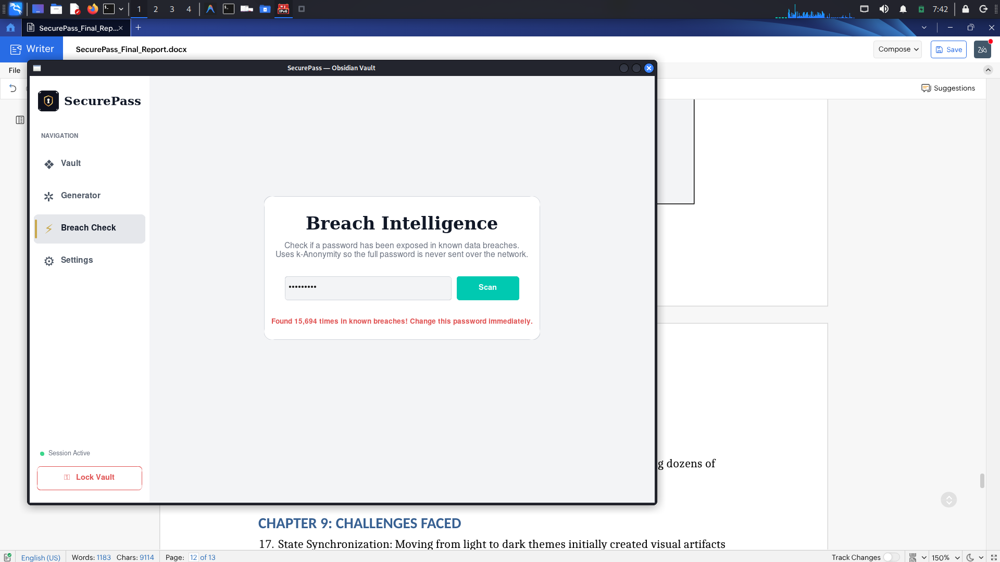 1 2 3 4
IPv6
7:42
SecurePass_Final_Rep...
Writer
SecurePass_Final_Report.docx
Compose
Save
File
SecurePass — Obsidian Vault
Suggestions
SecurePass
NAVIGATION
Vault
Generator
Breach Check
Settings
Breach Intelligence
Check if a password has been exposed in known data breaches.
Uses k-Anonymity so the full password is never sent over the network.
•••••••••
Scan
Found 15,694 times in known breaches! Change this password immediately.
Session Active
Lock Vault
g dozens of
CHAPTER 9: CHALLENGES FACED
17. State Synchronization: Moving from light to dark themes initially created visual artifacts
English (US) Words: 1183 Chars: 9114 Page: 12 of 13 Track Changes 150%